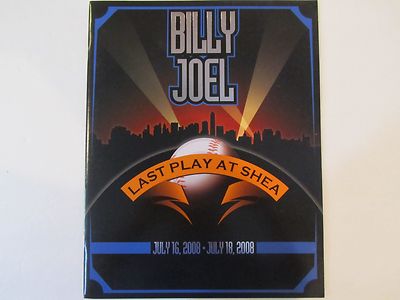 BILLY
JOEL
LAST PLAY AT SHEA
JULY 16, 2008 • JULY 18, 2008